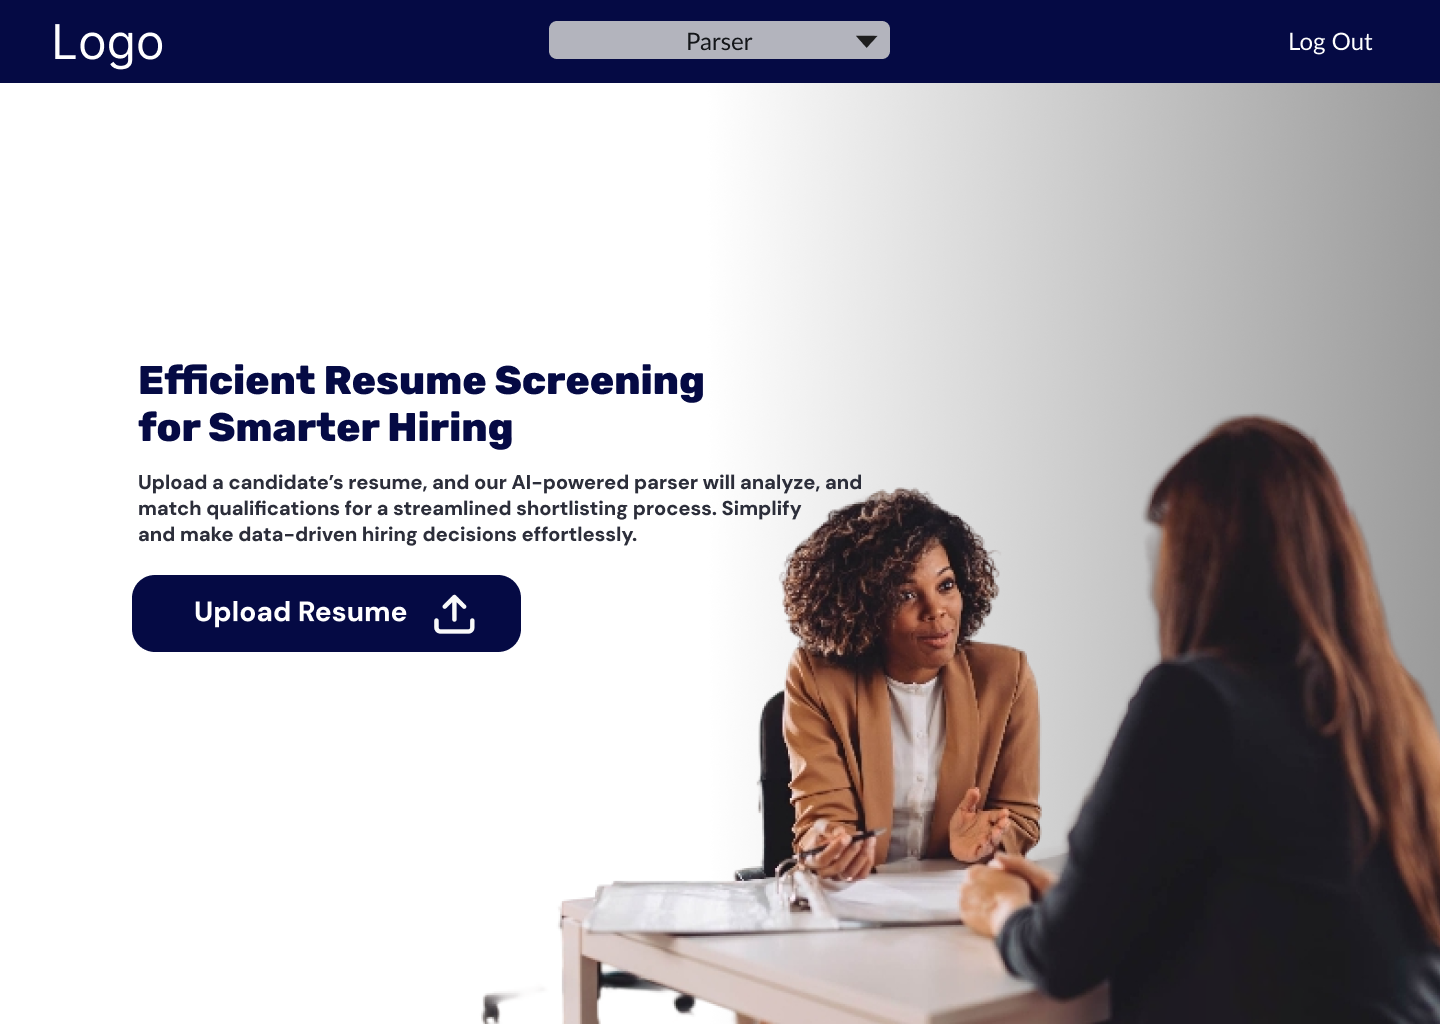 Logo
Parser
Log Out
Efficient Resume Screening
for Smarter Hiring
Upload a candidate’s resume, and our AI-powered parser will analyze, and
match qualifications for a streamlined shortlisting process. Simplify
and make data-driven hiring decisions effortlessly.
Upload Resume